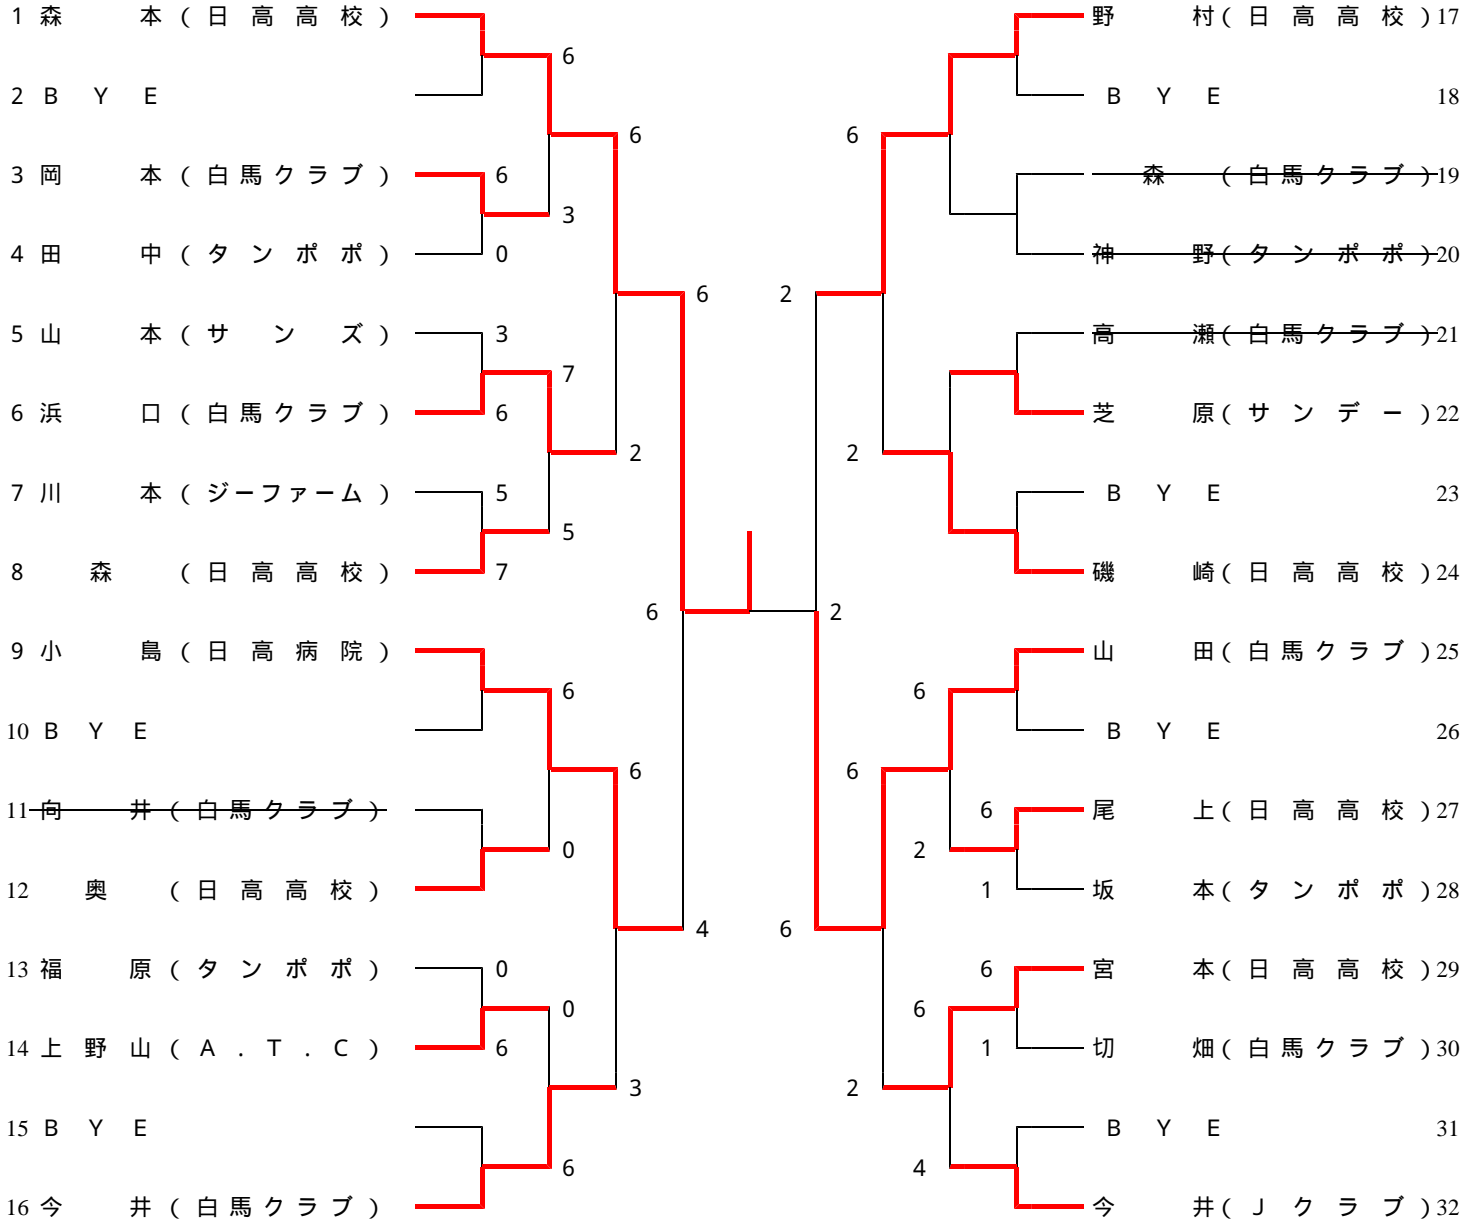 1 森 本 ( 日 高 高 校 )
6
2 B Y E
6
3 岡 本 ( 白 馬 ク ラ ブ ) 6
3
4 田 中 ( タ ン ポ ポ ) 0
6
5 山 本 ( サ ン ズ ) 3
7
6 浜 口 ( 白 馬 ク ラ ブ ) 6
2
7 川 本 ( ジーファーム ) 5
5
8 森 ( 日 高 高 校 ) 7
6
9 小 島 ( 日 高 病 院 )
6
10 B Y E
6
11 向 井 ( 白 馬 ク ラ ブ )
0
12 奥 ( 日 高 高 校 )
4
13 福 原 ( タ ン ポ ポ ) 0
0
14 上 野 山 ( A . T . C ) 6
3
15 B Y E
6
16 今 井 ( 白 馬 ク ラ ブ )
野 村 ( 日 高 高 校 ) 17
B Y E 18
6
森 ( 白 馬 ク ラ ブ ) 19
神 野 ( タ ン ポ ポ ) 20
2
高 瀬 ( 白 馬 ク ラ ブ ) 21
芝 原 ( サ ン デ ー ) 22
2
B Y E 23
磯 崎 ( 日 高 高 校 ) 24
2
山 田 ( 白 馬 ク ラ ブ ) 25
6
B Y E 26
6
6 尾 上 ( 日 高 高 校 ) 27
2
1 坂 本 ( タ ン ポ ポ ) 28
6
6 宮 本 ( 日 高 高 校 ) 29
6
1 切 畑 ( 白 馬 ク ラ ブ ) 30
2
B Y E 31
4
今 井 ( J ク ラ ブ ) 32